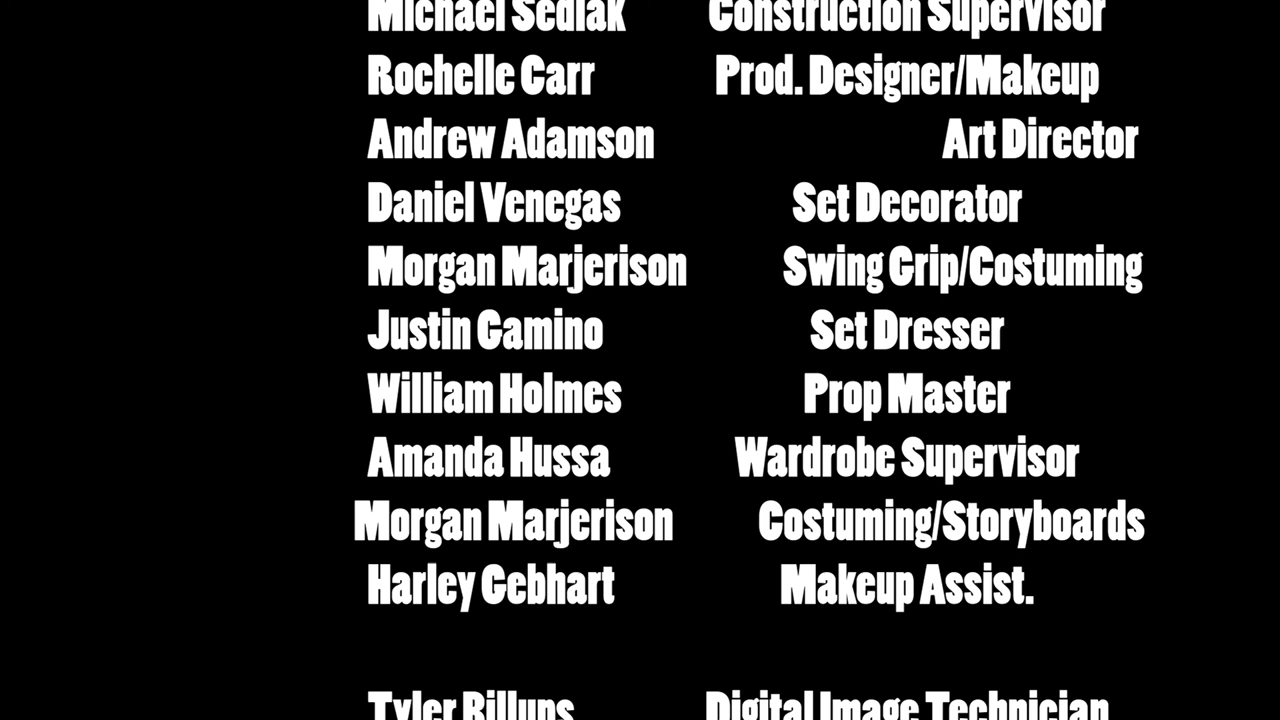 Michael Sedlak Construction Supervisor
Rochelle Carr Prod. Designer/Makeup
Andrew Adamson Art Director
Daniel Venegas Set Decorator
Morgan Marjerison Swing Grip/Costuming
Justin Gamino Set Dresser
William Holmes Prop Master
Amanda Hussa Wardrobe Supervisor
Morgan Marjerison Costuming/Storyboards
Harley Gebhart Makeup Assist.
Tyler Billups Digital Image Technician